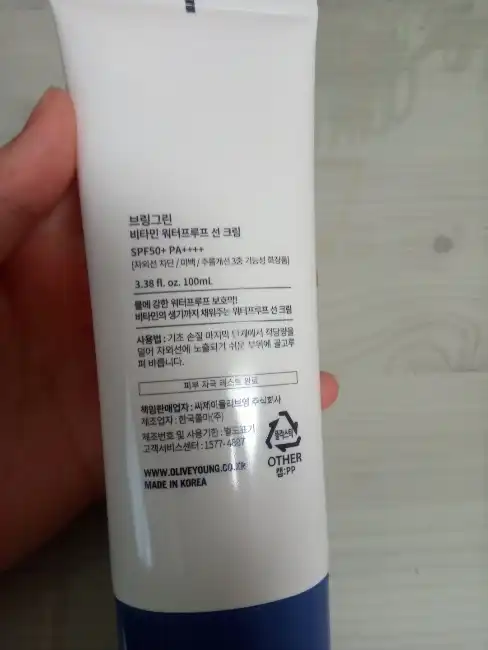 브링그린
비타민 워터프루프 선 크림
SPF50+ PA++++
[자외선 차단 / 미백 / 주름개선 3중 기능성 화장품]
3.38 fl. oz. 100mL
물에 강한 워터프루프 보호막!
비타민의 생기까지 채워주는 워터프루프 선 크림
사용법 : 기초 손질 마지막 단계에서 적당량을
덜어 자외선에 노출되기 쉬운 부위에 골고루
펴 바릅니다.
피부 자극 테스트 완료
책임판매업자 : 씨제이올리브영 주식회사
제조업자 : 한국콜마(주)
제조번호 및 사용기한 : 별도표기
고객서비스센터 : 1577-4887
WWW.OLIVEYOUNG.CO.KR
MADE IN KOREA
플라스틱
OTHER
캡:PP